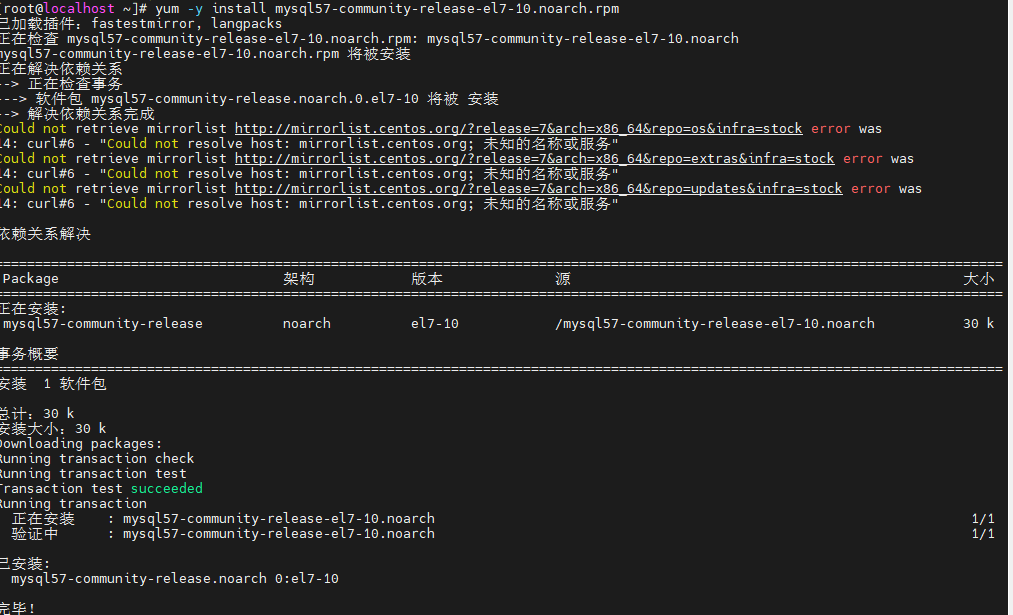 [root@localhost ~]# yum -y install mysql57-community-release-el7-10.noarch.rpm
已加载插件：fastestmirror, langpacks
正在检查 mysql57-community-release-el7-10.noarch.rpm: mysql57-community-release-el7-10.noarch
mysql57-community-release-el7-10.noarch.rpm 将被安装
正在解决依赖关系
--> 正在检查事务
---> 软件包 mysql57-community-release.noarch.0.el7-10 将被 安装
--> 解决依赖关系完成
Could not retrieve mirrorlist http://mirrorlist.centos.org/?release=7&arch=x86_64&repo=os&infra=stock error was
14: curl#6 - "Could not resolve host: mirrorlist.centos.org; 未知的名称或服务"
Could not retrieve mirrorlist http://mirrorlist.centos.org/?release=7&arch=x86_64&repo=extras&infra=stock error was
14: curl#6 - "Could not resolve host: mirrorlist.centos.org; 未知的名称或服务"
Could not retrieve mirrorlist http://mirrorlist.centos.org/?release=7&arch=x86_64&repo=updates&infra=stock error was
14: curl#6 - "Could not resolve host: mirrorlist.centos.org; 未知的名称或服务"
依赖关系解决
Package 架构 版本 源 大小
正在安装:
mysql57-community-release noarch el7-10 /mysql57-community-release-el7-10.noarch 30 k
事务概要
安装 1 软件包
总计：30 k
安装大小：30 k
Downloading packages:
Running transaction check
Running transaction test
Transaction test succeeded
Running transaction
正在安装 : mysql57-community-release-el7-10.noarch 1/1
验证中 : mysql57-community-release-el7-10.noarch 1/1
已安装:
mysql57-community-release.noarch 0:el7-10
完毕！